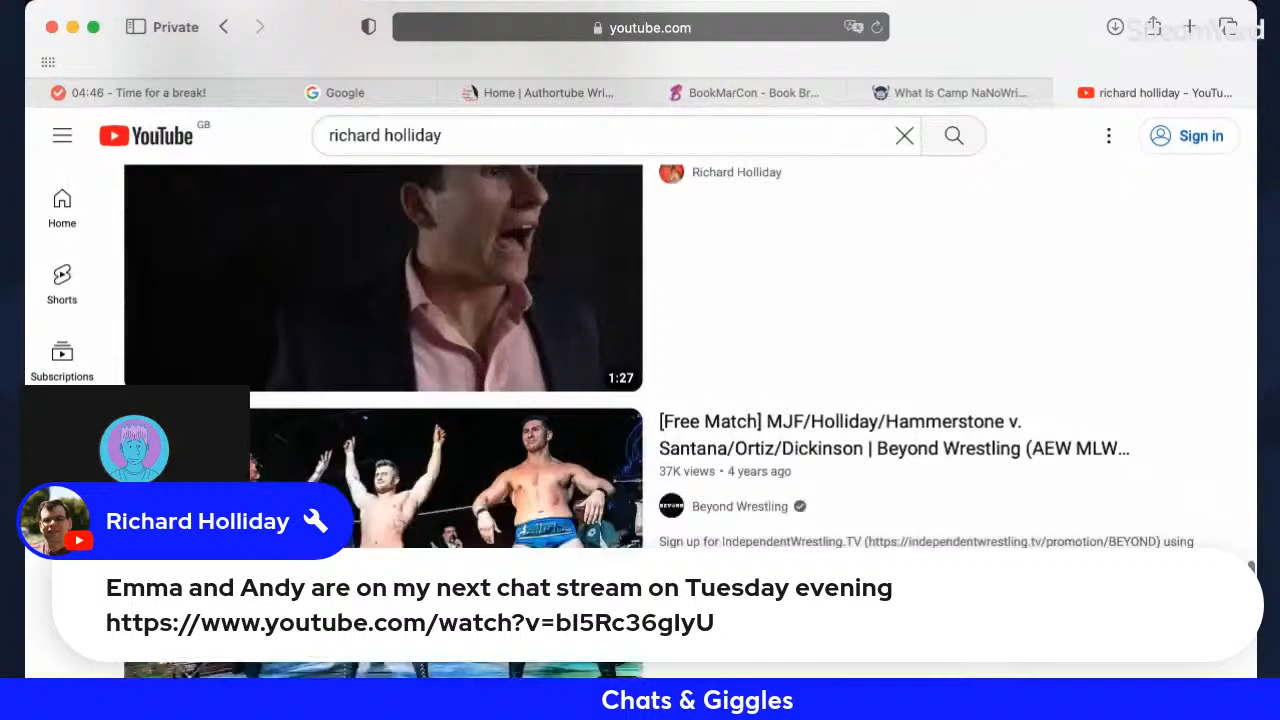 Private
youtube.com
StreamYard
04:46 - Time for a break!
Google
Home | Authortube Wri...
BookMarCon - Book Br...
What Is Camp NaNoWri...
richard holliday - YouTu...
YouTube GB
richard holliday
Sign in
Home
Shorts
Subscriptions
1:27
Richard Holliday
[Free Match] MJF/Holliday/Hammerstone v.
Santana/Ortiz/Dickinson | Beyond Wrestling (AEW MLW...
37K views • 4 years ago
BEYOND
Beyond Wrestling
Sign up for IndependentWrestling.TV (https://independentwrestling.tv/promotion/BEYOND) using
Richard Holliday
Emma and Andy are on my next chat stream on Tuesday evening
https://www.youtube.com/watch?v=bI5Rc36gIyU
Chats & Giggles